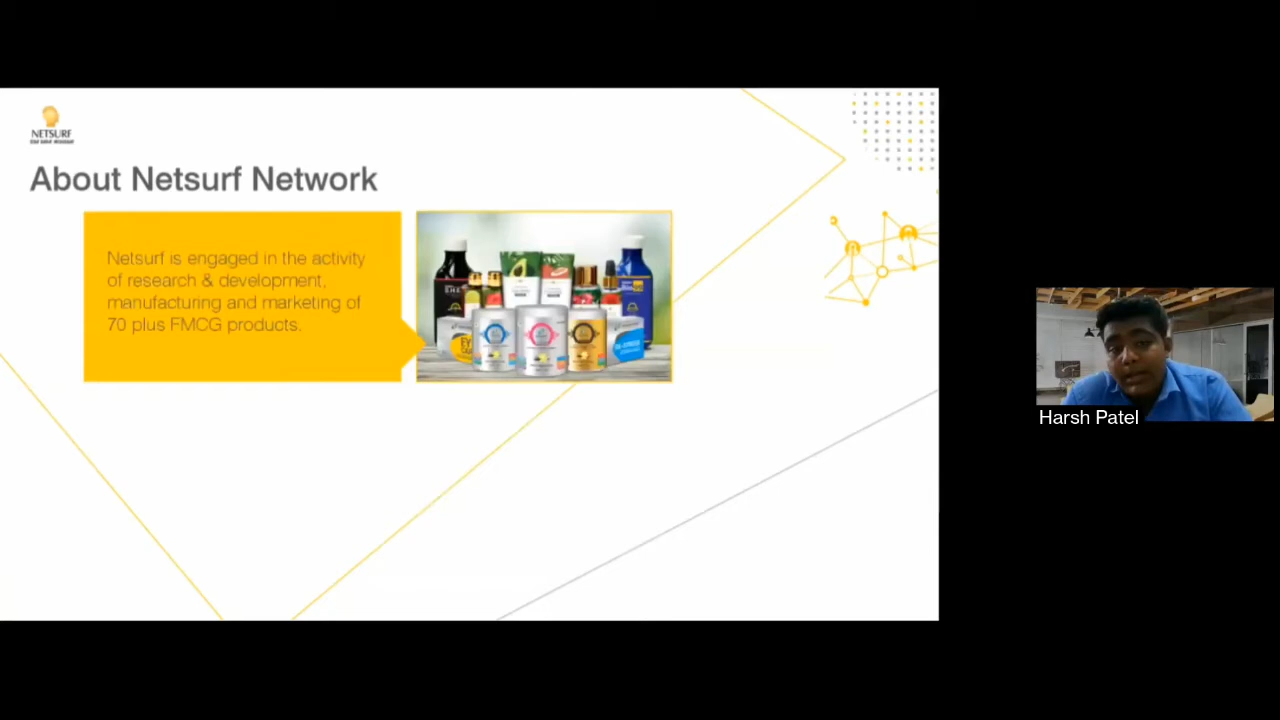 NETSURF
About Netsurf Network
Netsurf is engaged in the activity
of research & development,
manufacturing and marketing of
70 plus FMCG products.
Harsh Patel